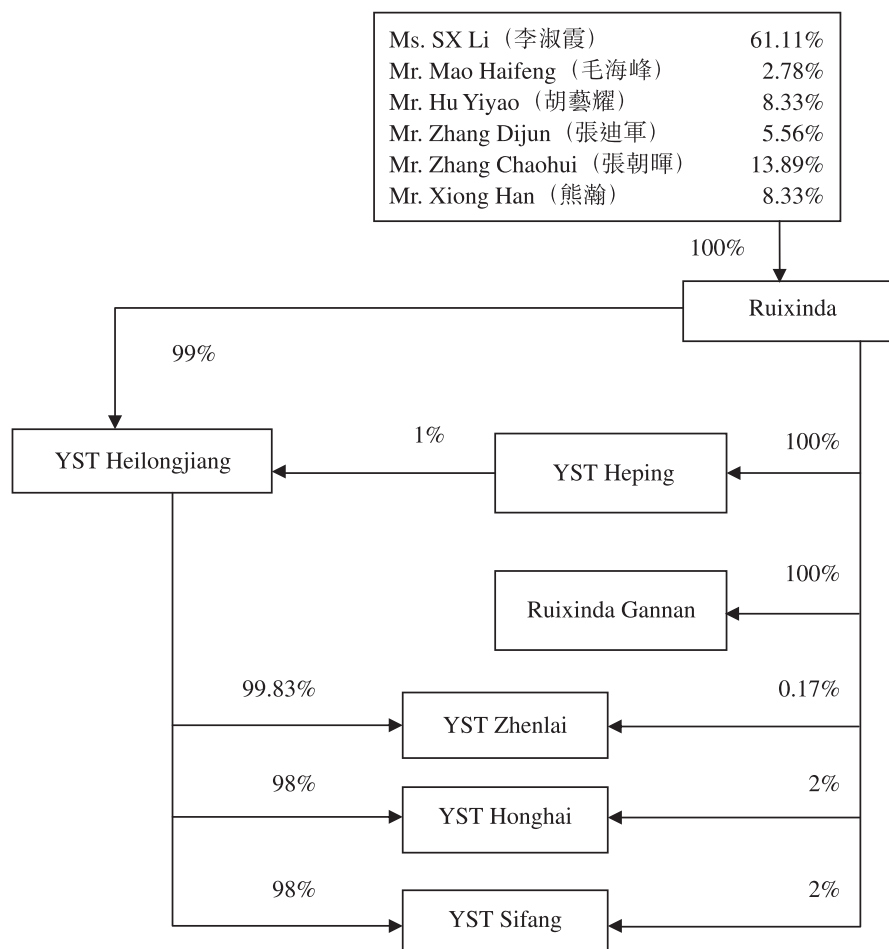 Ms. SX Li（李淑霞） 61.11%
Mr. Mao Haifeng（毛海峰） 2.78%
Mr. Hu Yiyao（胡藝耀） 8.33%
Mr. Zhang Dijun（張迪軍） 5.56%
Mr. Zhang Chaohui（張朝暉） 13.89%
Mr. Xiong Han（熊瀚） 8.33%
100%
Ruixinda
99%
YST Heilongjiang
1%
YST Heping
100%
Ruixinda Gannan
100%
99.83%
YST Zhenlai
0.17%
98%
YST Honghai
2%
98%
YST Sifang
2%